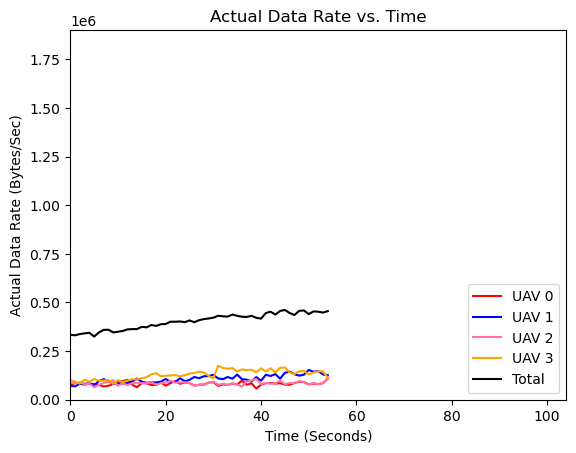 Actual Data Rate vs. Time
1e6
Actual Data Rate (Bytes/Sec)
1.75
1.50
1.25
1.00
0.75
0.50
0.25
0.00
0 20 40 60 80 100
Time (Seconds)
UAV 0
UAV 1
UAV 2
UAV 3
Total